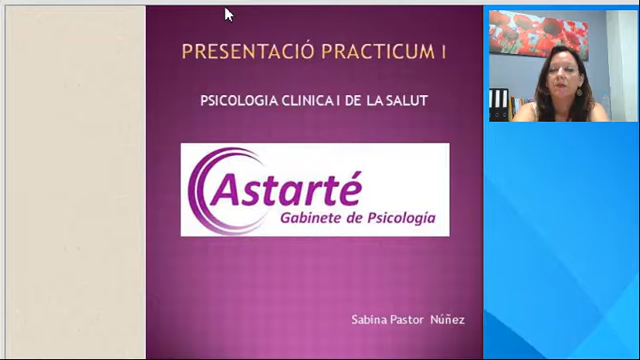 PRESENTACIÓ PRACTICUM I
PSICOLOGIA CLINICA I DE LA SALUT
Astarté
Gabinete de Psicología
Sabina Pastor Núñez